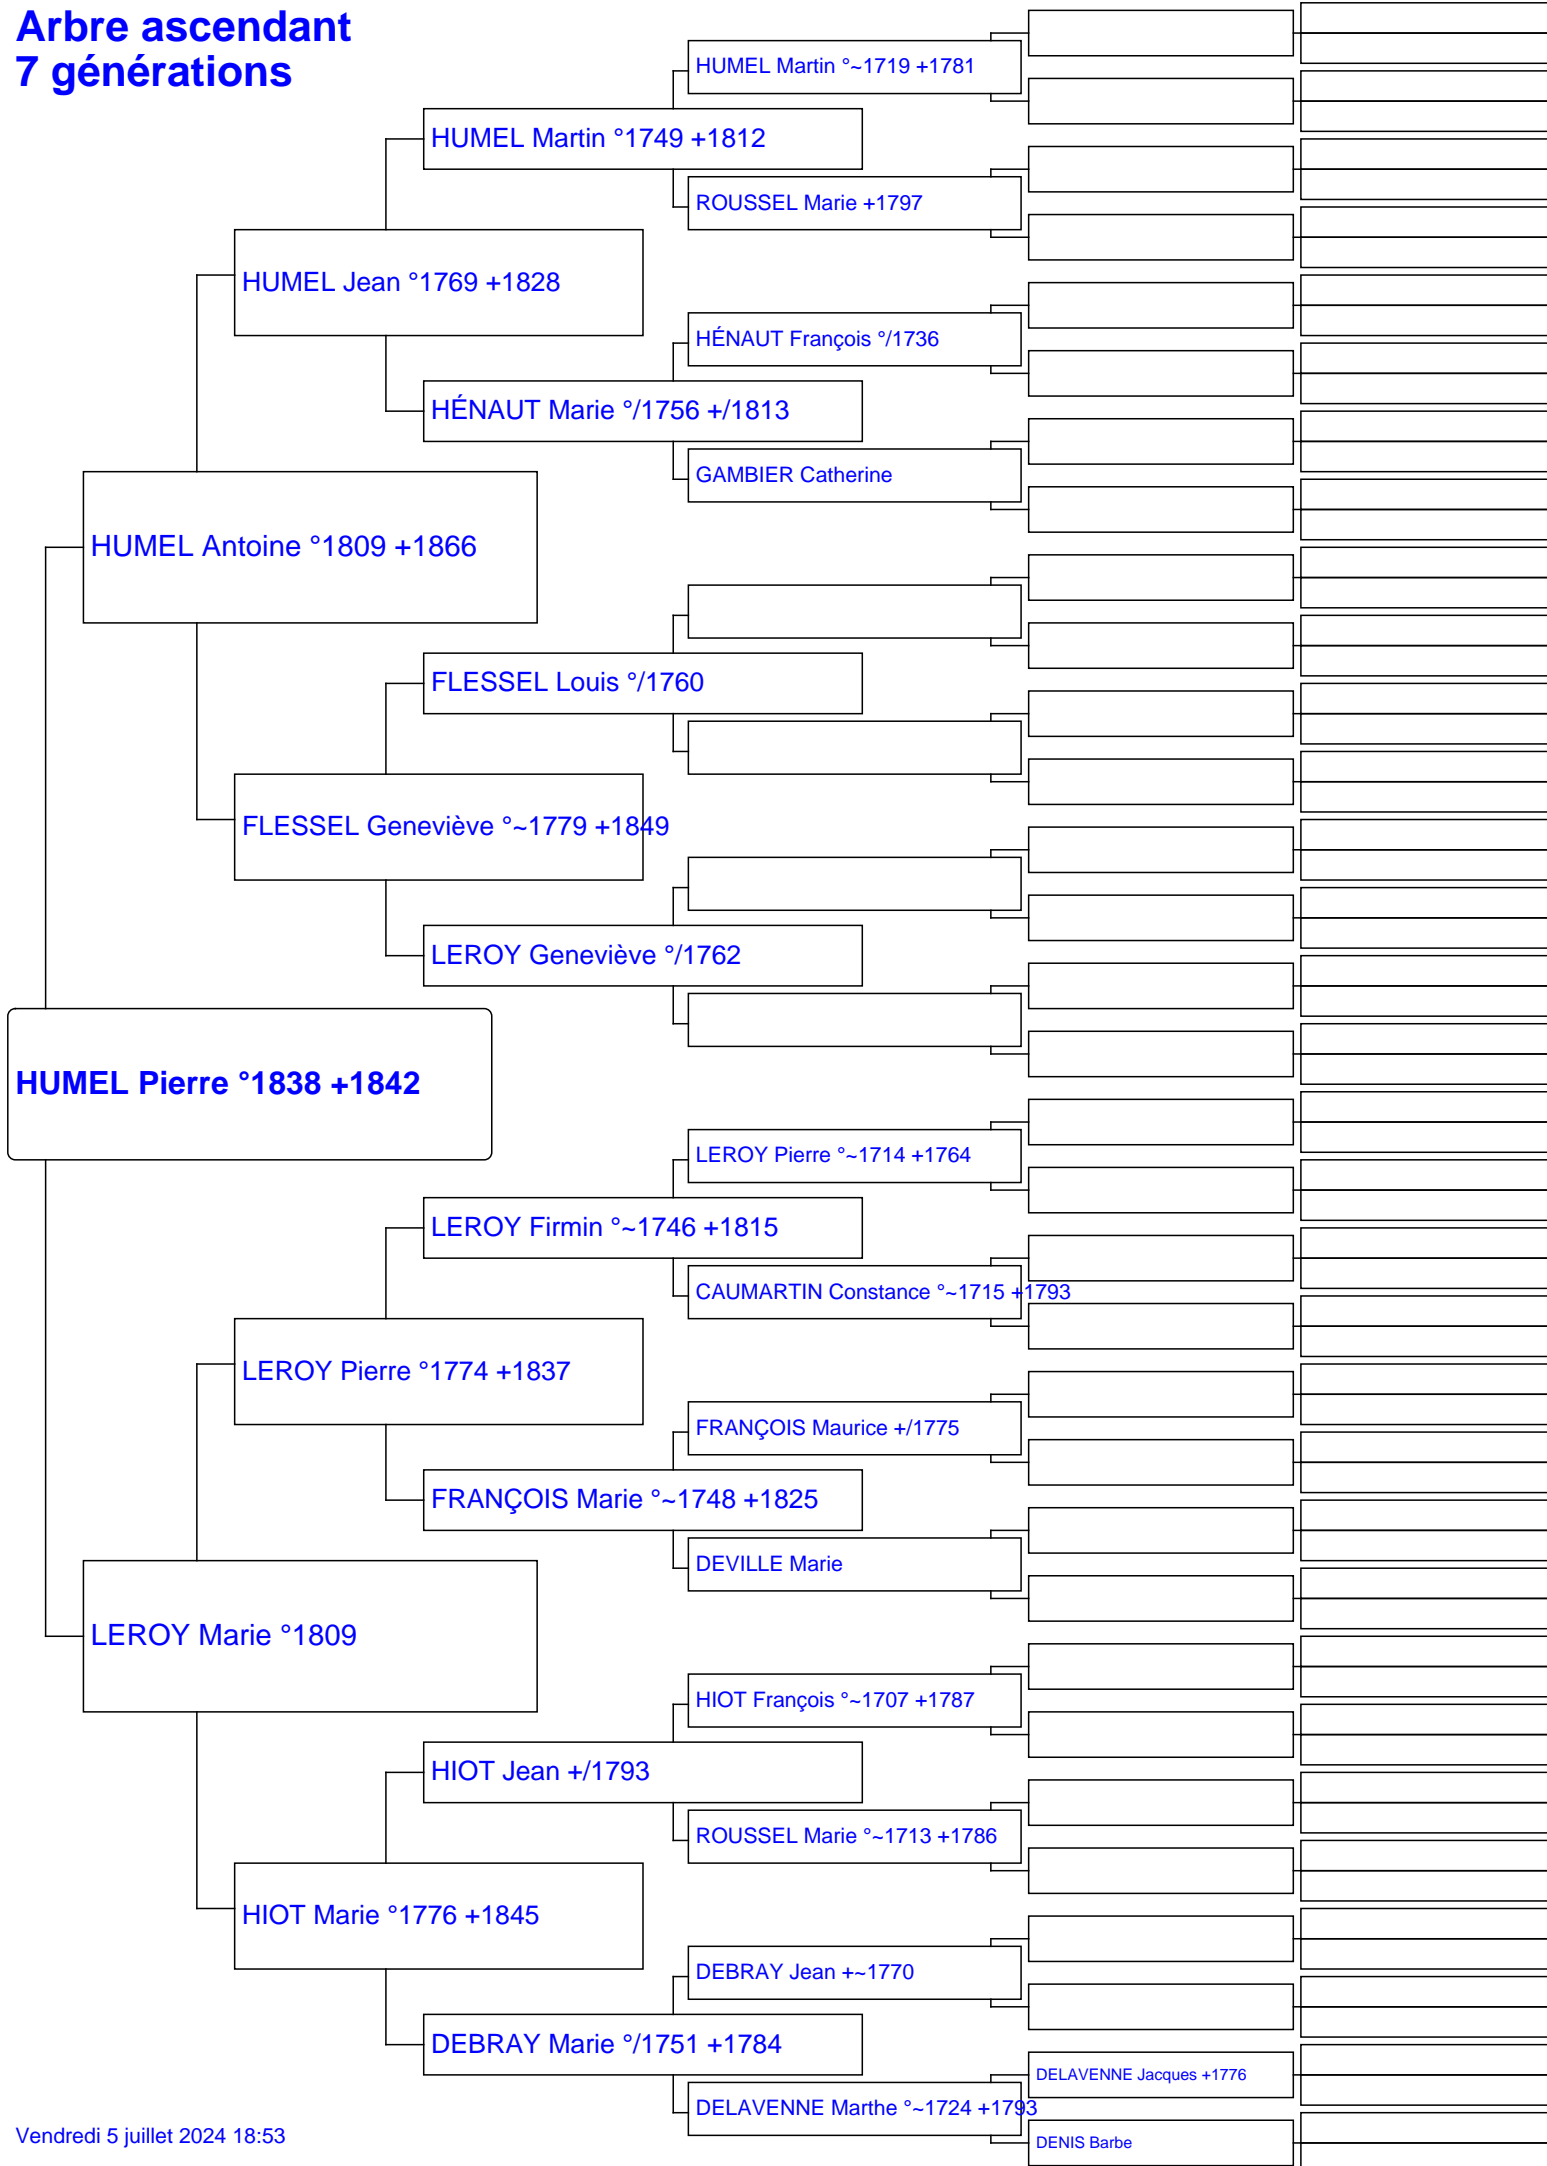 Arbre ascendant
7 générations
HUMEL Martin °~1719 +1781
HUMEL Martin °1749 +1812
ROUSSEL Marie +1797
HUMEL Jean °1769 +1828
HÉNAUT François °/1736
HÉNAUT Marie °/1756 +/1813
GAMBIER Catherine
HUMEL Antoine °1809 +1866
FLESSEL Louis °/1760
FLESSEL Geneviève °~1779 +1849
LEROY Geneviève °/1762
HUMEL Pierre °1838 +1842
LEROY Pierre °~1714 +1764
LEROY Firmin °~1746 +1815
CAUMARTIN Constance °~1715 +1793
LEROY Pierre °1774 +1837
FRANÇOIS Maurice +/1775
FRANÇOIS Marie °~1748 +1825
DEVILLE Marie
LEROY Marie °1809
HIOT François °~1707 +1787
HIOT Jean +/1793
ROUSSEL Marie °~1713 +1786
HIOT Marie °1776 +1845
DEBRAY Jean +~1770
DEBRAY Marie °/1751 +1784
DELAVENNE Jacques +1776
DELAVENNE Marthe °~1724 +1793
DENIS Barbe
Vendredi 5 juillet 2024 18:53